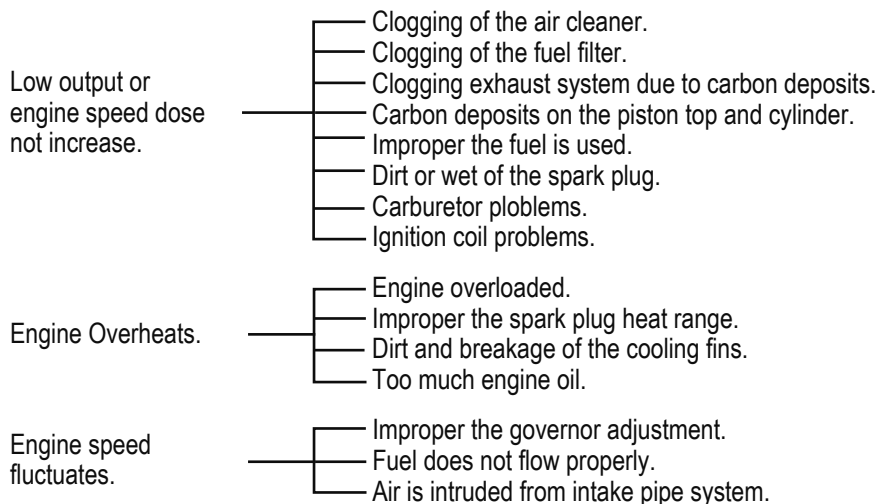 Low output or
engine speed dose
not increase.
Clogging of the air cleaner.
Clogging of the fuel filter.
Clogging exhaust system due to carbon deposits.
Carbon deposits on the piston top and cylinder.
Improper the fuel is used.
Dirt or wet of the spark plug.
Carburetor ploblems.
Ignition coil problems.
Engine Overheats.
Engine overloaded.
Improper the spark plug heat range.
Dirt and breakage of the cooling fins.
Too much engine oil.
Engine speed
fluctuates.
Improper the governor adjustment.
Fuel does not flow properly.
Air is intruded from intake pipe system.